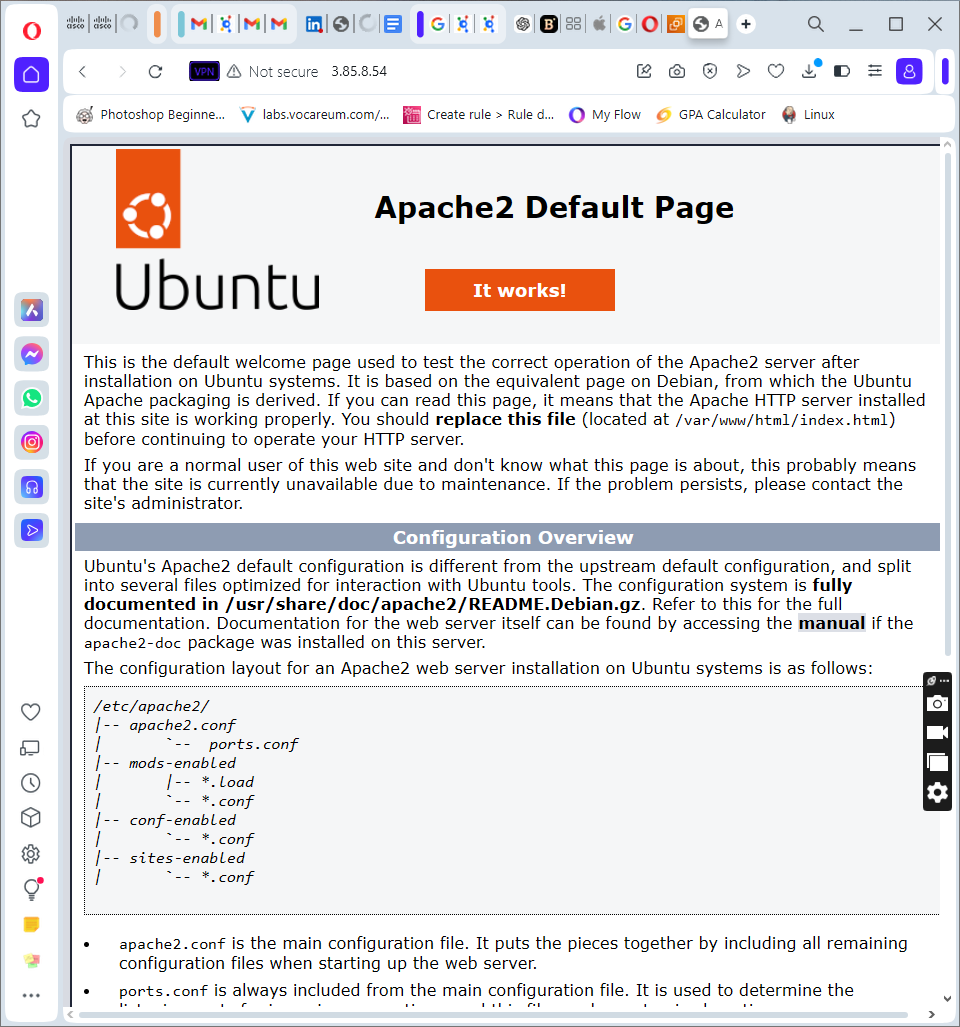 cisco cisco
A
VPN Not secure 3.85.8.54
Photoshop Beginne... labs.vocareum.com/... Create rule > Rule d... My Flow GPA Calculator Linux
Ubuntu
Apache2 Default Page
It works!
This is the default welcome page used to test the correct operation of the Apache2 server after
installation on Ubuntu systems. It is based on the equivalent page on Debian, from which the Ubuntu
Apache packaging is derived. If you can read this page, it means that the Apache HTTP server installed
at this site is working properly. You should replace this file (located at /var/www/html/index.html)
before continuing to operate your HTTP server.
If you are a normal user of this web site and don't know what this page is about, this probably means
that the site is currently unavailable due to maintenance. If the problem persists, please contact the
site's administrator.
Configuration Overview
Ubuntu's Apache2 default configuration is different from the upstream default configuration, and split
into several files optimized for interaction with Ubuntu tools. The configuration system is fully
documented in /usr/share/doc/apache2/README.Debian.gz. Refer to this for the full
documentation. Documentation for the web server itself can be found by accessing the manual if the
apache2-doc package was installed on this server.
The configuration layout for an Apache2 web server installation on Ubuntu systems is as follows:
/etc/apache2/
|-- apache2.conf
|       `--  ports.conf
|-- mods-enabled
|       |-- *.load
|       `-- *.conf
|-- conf-enabled
|       `-- *.conf
|-- sites-enabled
|       `-- *.conf
• apache2.conf is the main configuration file. It puts the pieces together by including all remaining
configuration files when starting up the web server.
• ports.conf is always included from the main configuration file. It is used to determine the